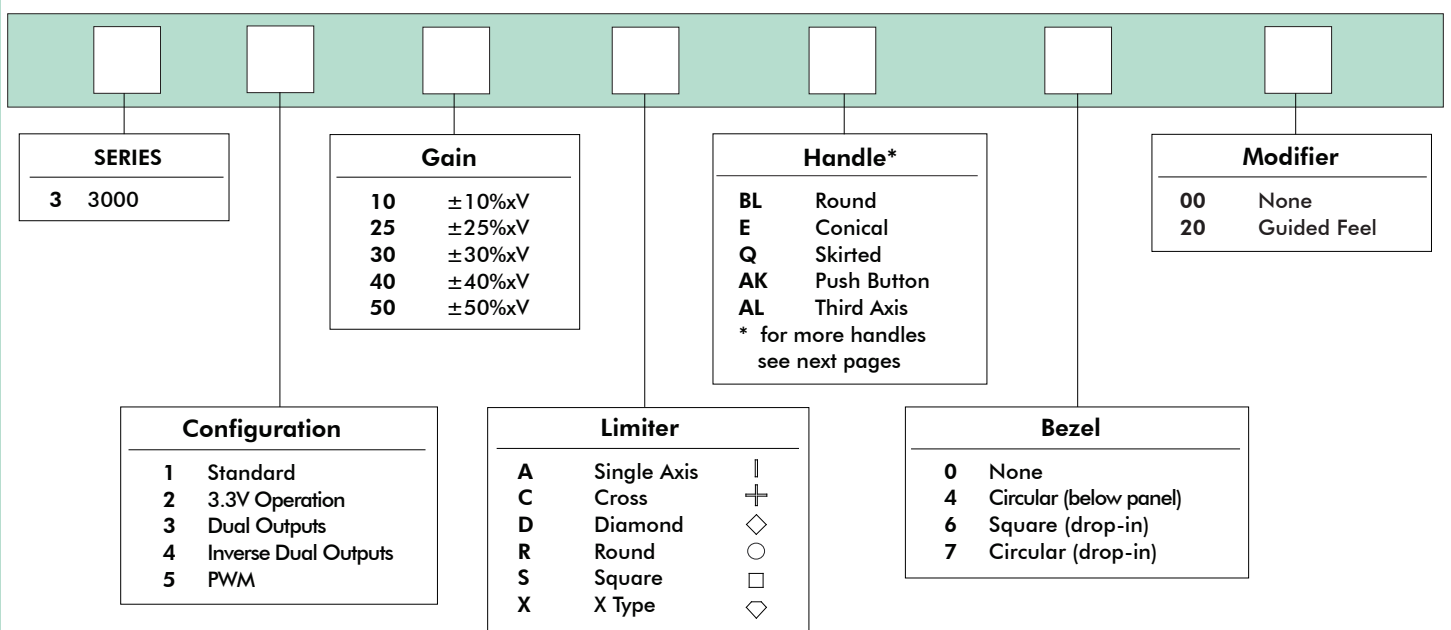 SERIES
3 3000
Gain
10 ±10%xV
25 ±25%xV
30 ±30%xV
40 ±40%xV
50 ±50%xV
Handle*
BL Round
E Conical
Q Skirted
AK Push Button
AL Third Axis
* for more handles
see next pages
Modifier
00 None
20 Guided Feel
Configuration
1 Standard
2 3.3V Operation
3 Dual Outputs
4 Inverse Dual Outputs
5 PWM
Limiter
A Single Axis
C Cross
D Diamond
R Round
S Square
X X Type
Bezel
0 None
4 Circular (below panel)
6 Square (drop-in)
7 Circular (drop-in)